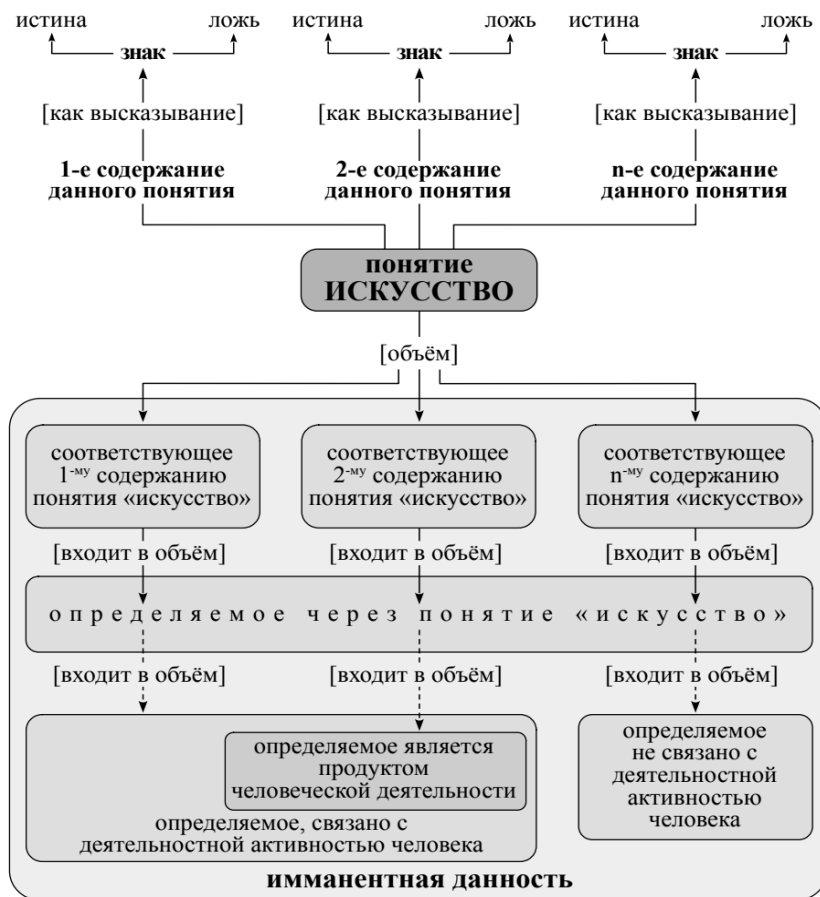 истина ложь истина ложь истина ложь
знак знак знак
[как высказывание] [как высказывание] [как высказывание]
1-е содержание 2-е содержание n-е содержание
данного понятия данного понятия данного понятия
понятие
ИСКУССТВО
[объём]
соответствующее соответствующее соответствующее
1-му содержанию 2-му содержанию n-му содержанию
понятия «искусство» понятия «искусство» понятия «искусство»
[входит в объём] [входит в объём] [входит в объём]
определяемое через понятие «искусство»
[входит в объём] [входит в объём] [входит в объём]
определяемое является
продуктом
человеческой деятельности
определяемое, связано с
деятельностной активностью человека
определяемое
не связано с
деятельностной
активностью
человека
имманентная данность